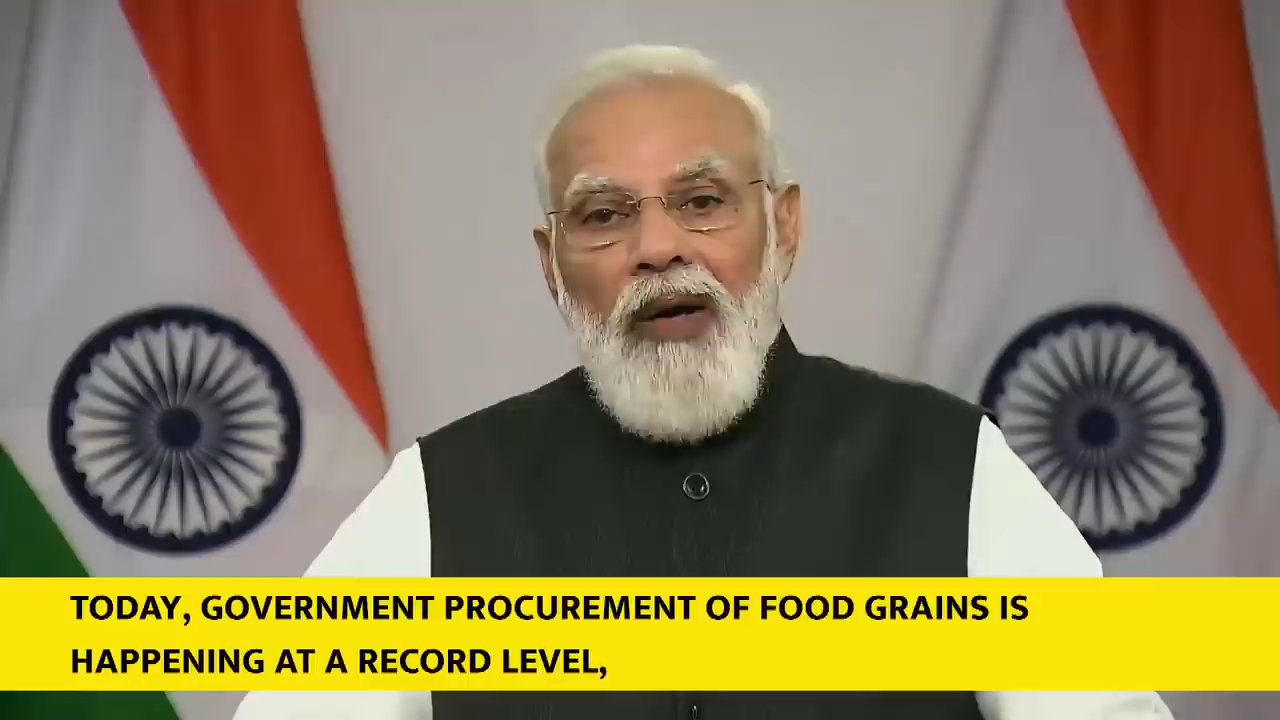 TODAY, GOVERNMENT PROCUREMENT OF FOOD GRAINS IS
HAPPENING AT A RECORD LEVEL,